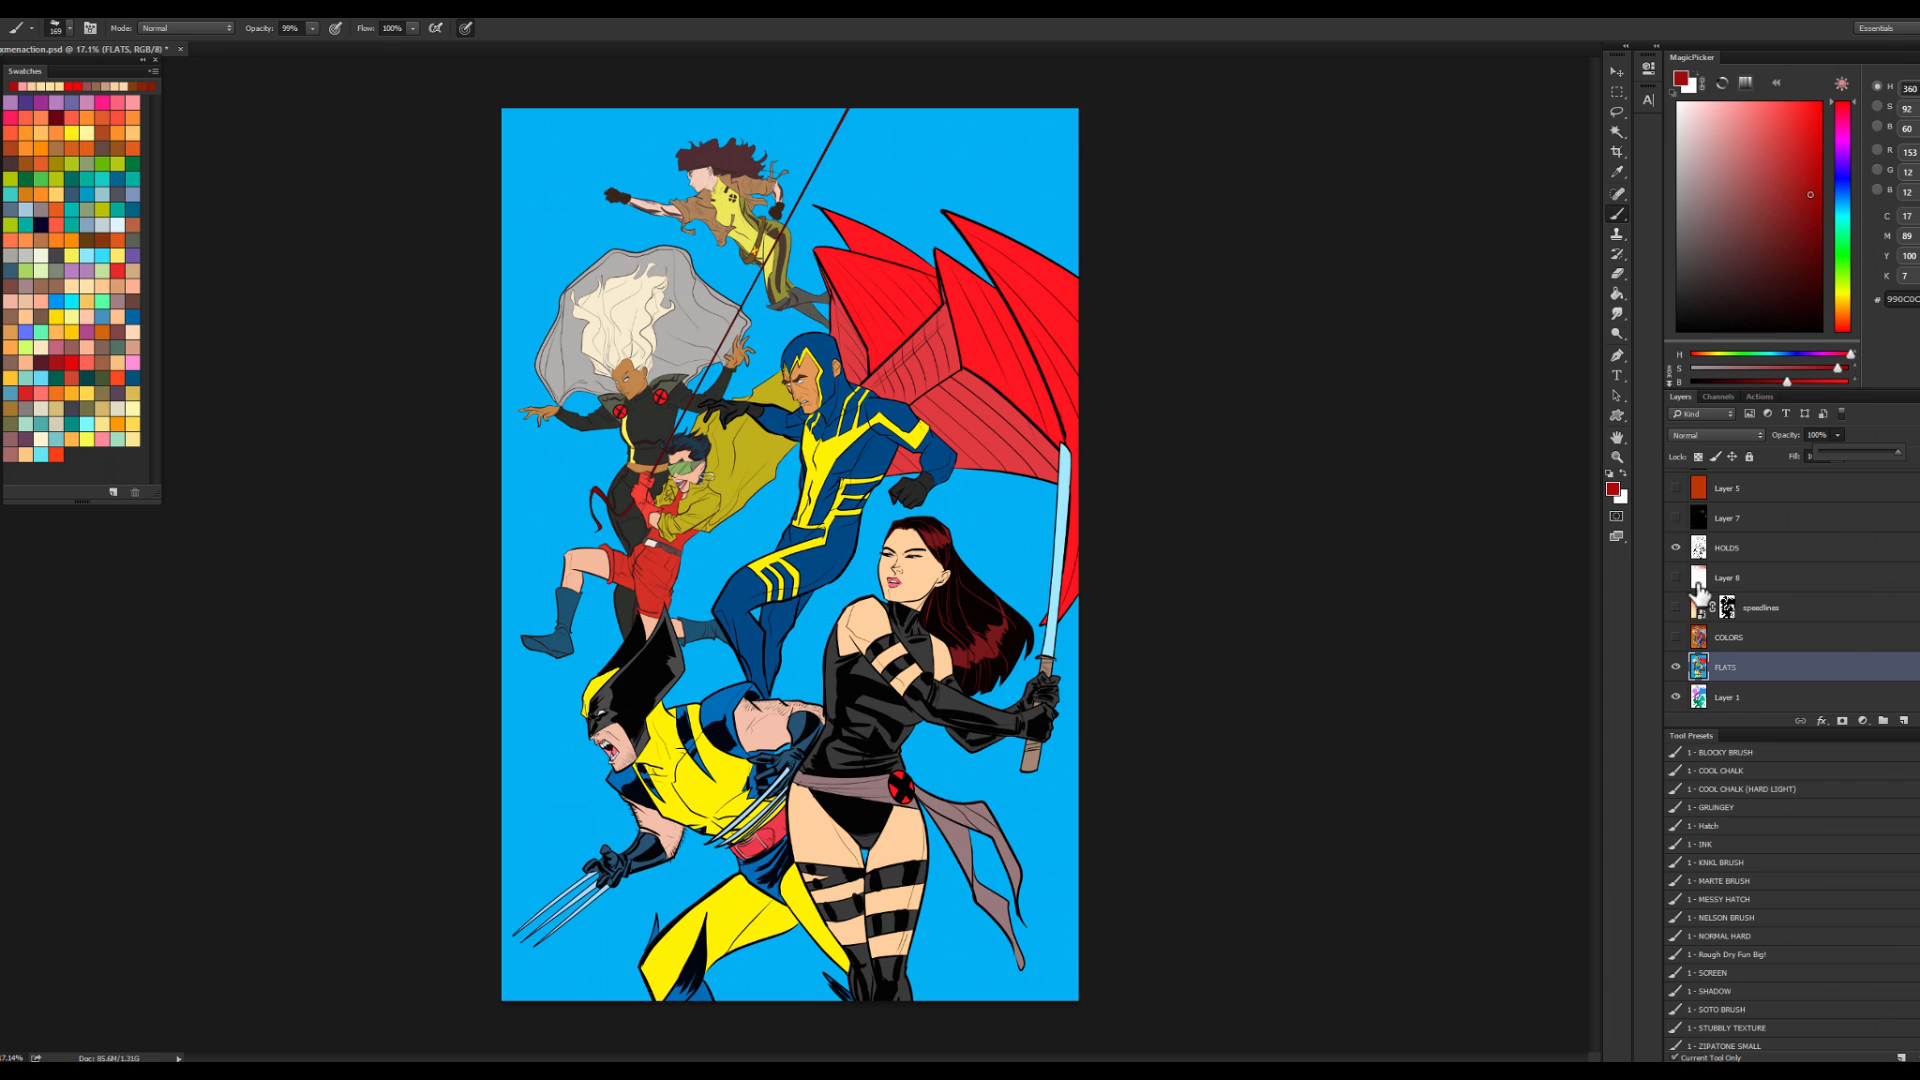 169 Mode: Normal Opacity: 99% Flow: 100% Essentials
xmenaction.psd @ 17.1% (FLATS, RGB/8) * ×
Swatches
MagicPicker
H 360
S 92
B 60
R 153
G 12
B 12
C 17
M 89
Y 100
K 7
# 990C0C
H
S
B
Layers Channels Actions
Kind
Normal Opacity: 100%
Lock: Fill:
Layer 5
Layer 7
HOLDS
Layer 8
speedlines
COLORS
FLATS
Layer 1
Tool Presets
1 - BLOCKY BRUSH
1 - COOL CHALK
1 - COOL CHALK (HARD LIGHT)
1 - GRUNGEY
1 - Hatch
1 - INK
1 - KNKL BRUSH
1 - MARTE BRUSH
1 - MESSY HATCH
1 - NELSON BRUSH
1 - NORMAL HARD
1 - Rough Dry Fun Big!
1 - SCREEN
1 - SHADOW
1 - SOTO BRUSH
1 - STUBBLY TEXTURE
1 - ZIPATONE SMALL
Current Tool Only
17.14% Doc: 85.6M/1.31G